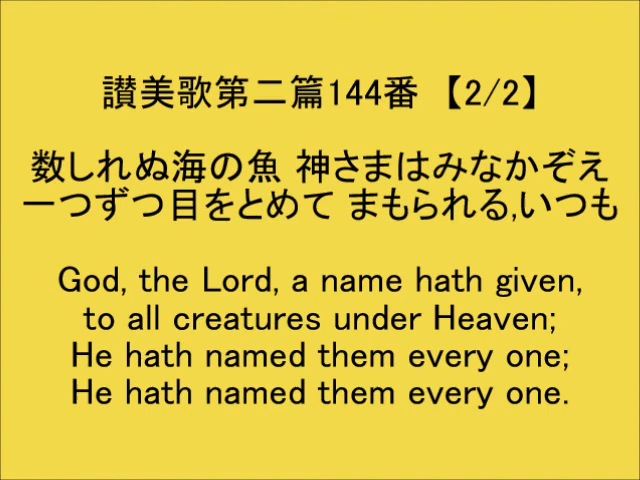 讃美歌第二篇144番 【2/2】
数しれぬ海の魚 神さまはみなかぞえ
一つずつ目をとめて まもられる,いつも
God, the Lord, a name hath given,
to all creatures under Heaven;
He hath named them every one;
He hath named them every one.